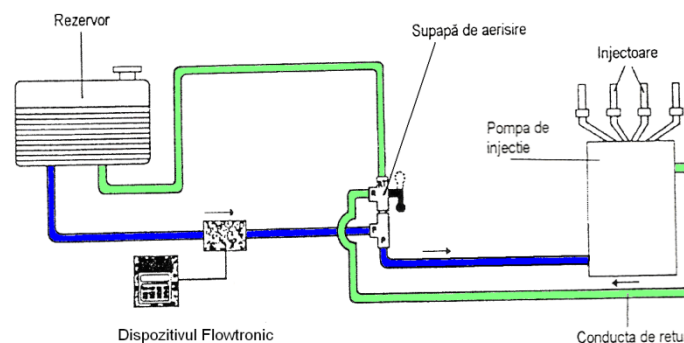 Rezervor
Supapă de aerisire
Injectoare
Pompa de
injectie
R
P
P
Dispozitivul Flowtronic
Conducta de retu